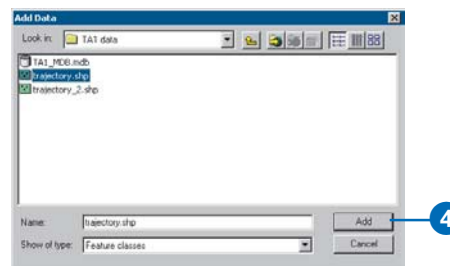 Add Data
Look in: TA1 data
TA1_MDB.mdb
trajectory.shp
trajectory_2.shp
Name: trajectory.shp
Add
4
Show of type: Feature classes
Cancel